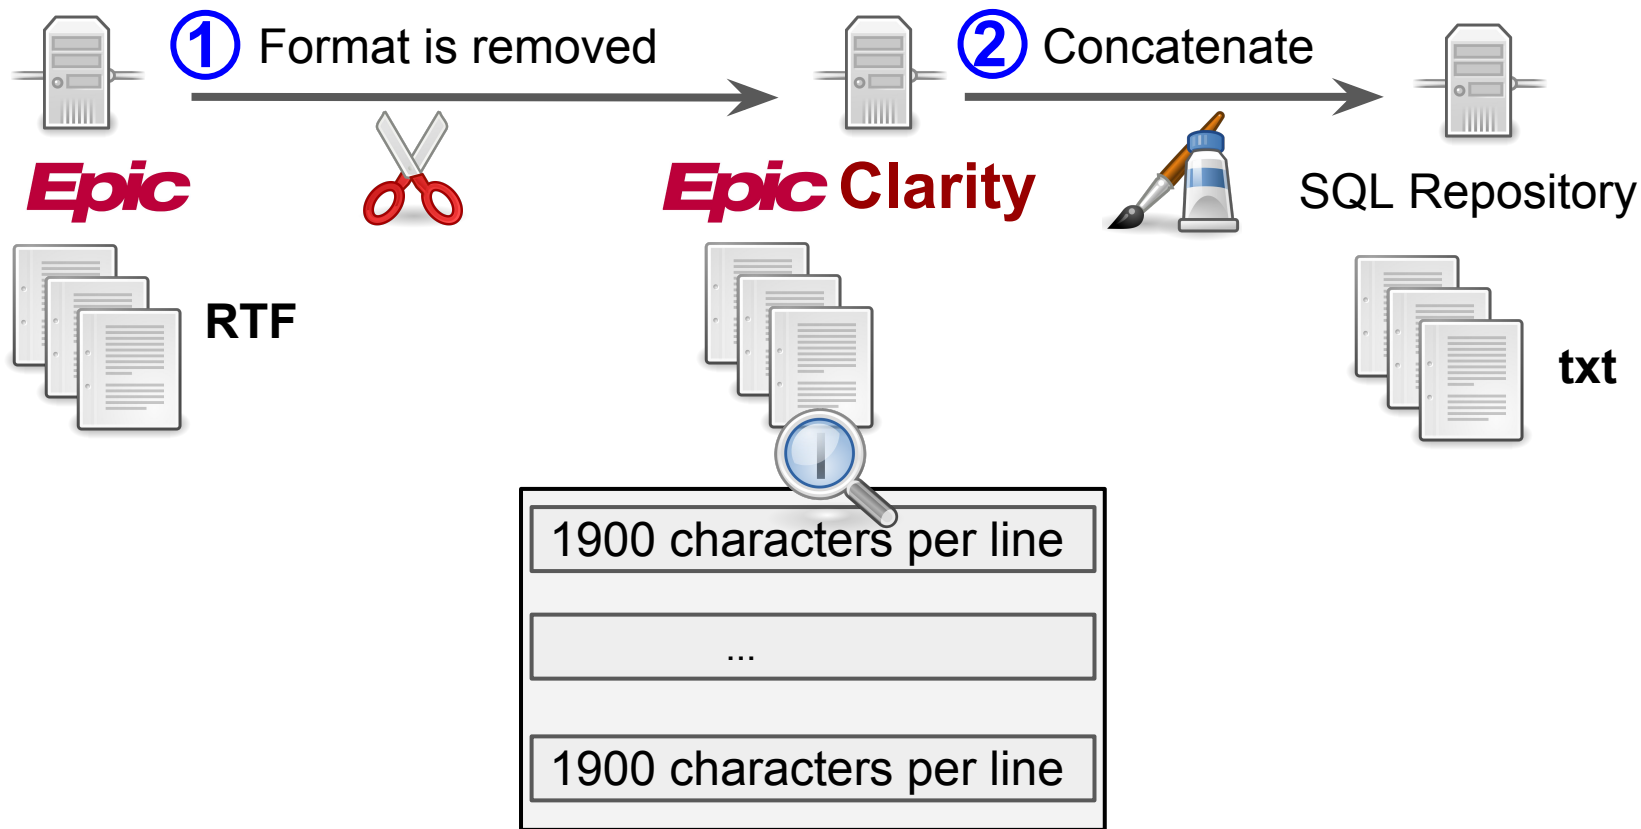 ① Format is removed
② Concatenate
Epic
Epic Clarity
SQL Repository
RTF
txt
1900 characters per line
...
1900 characters per line